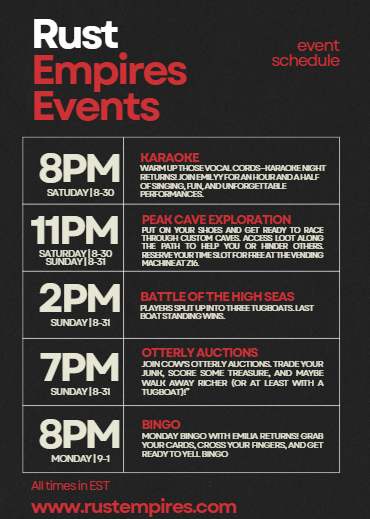 Rust
Empires
Events
event
schedule
8PM
SATUDAY | 8-30
KARAOKE
WARM UP THOSE VOCAL CORDS—KARAOKE NIGHT
RETURNS! JOIN EMILYY FOR AN HOUR AND A HALF
OF SINGING, FUN, AND UNFORGETTABLE
PERFORMANCES.
11PM
SATURDAY | 8-30
SUNDAY | 8-31
PEAK CAVE EXPLORATION
PUT ON YOUR SHOES AND GET READY TO RACE
THROUGH CUSTOM CAVES. ACCESS LOOT ALONG
THE PATH TO HELP YOU OR HINDER OTHERS.
RESERVE YOUR TIME SLOT FOR FREE AT THE VENDING
MACHINE AT Z16.
2PM
SUNDAY | 8-31
BATTLE OF THE HIGH SEAS
PLAYERS SPLIT UP INTO THREE TUGBOATS. LAST
BOAT STANDING WINS.
7PM
SUNDAY | 8-31
OTTERLY AUCTIONS
JOIN COW'S OTTERLY AUCTIONS. TRADE YOUR
JUNK, SCORE SOME TREASURE, AND MAYBE
WALK AWAY RICHER (OR AT LEAST WITH A
TUGBOAT)!"
8PM
MONDAY | 9-1
BINGO
MONDAY BINGO WITH EMILIA RETURNS! GRAB
YOUR CARDS, CROSS YOUR FINGERS, AND GET
READY TO YELL BINGO
All times in EST
www.rustempires.com